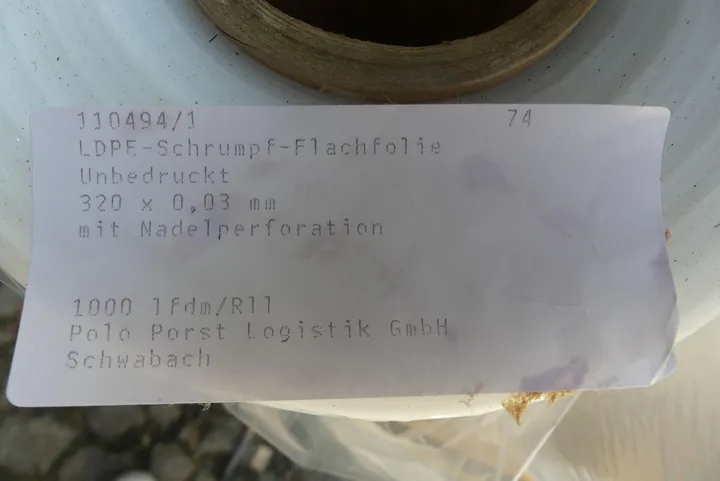 110494/1 74
LDPE-Schrumpf-Flachfolie
Unbedruckt
320 x 0,03 mm
mit Nadelperforation
1000 lfdm/Rll
Polo Porst Logistik GmbH
Schwabach